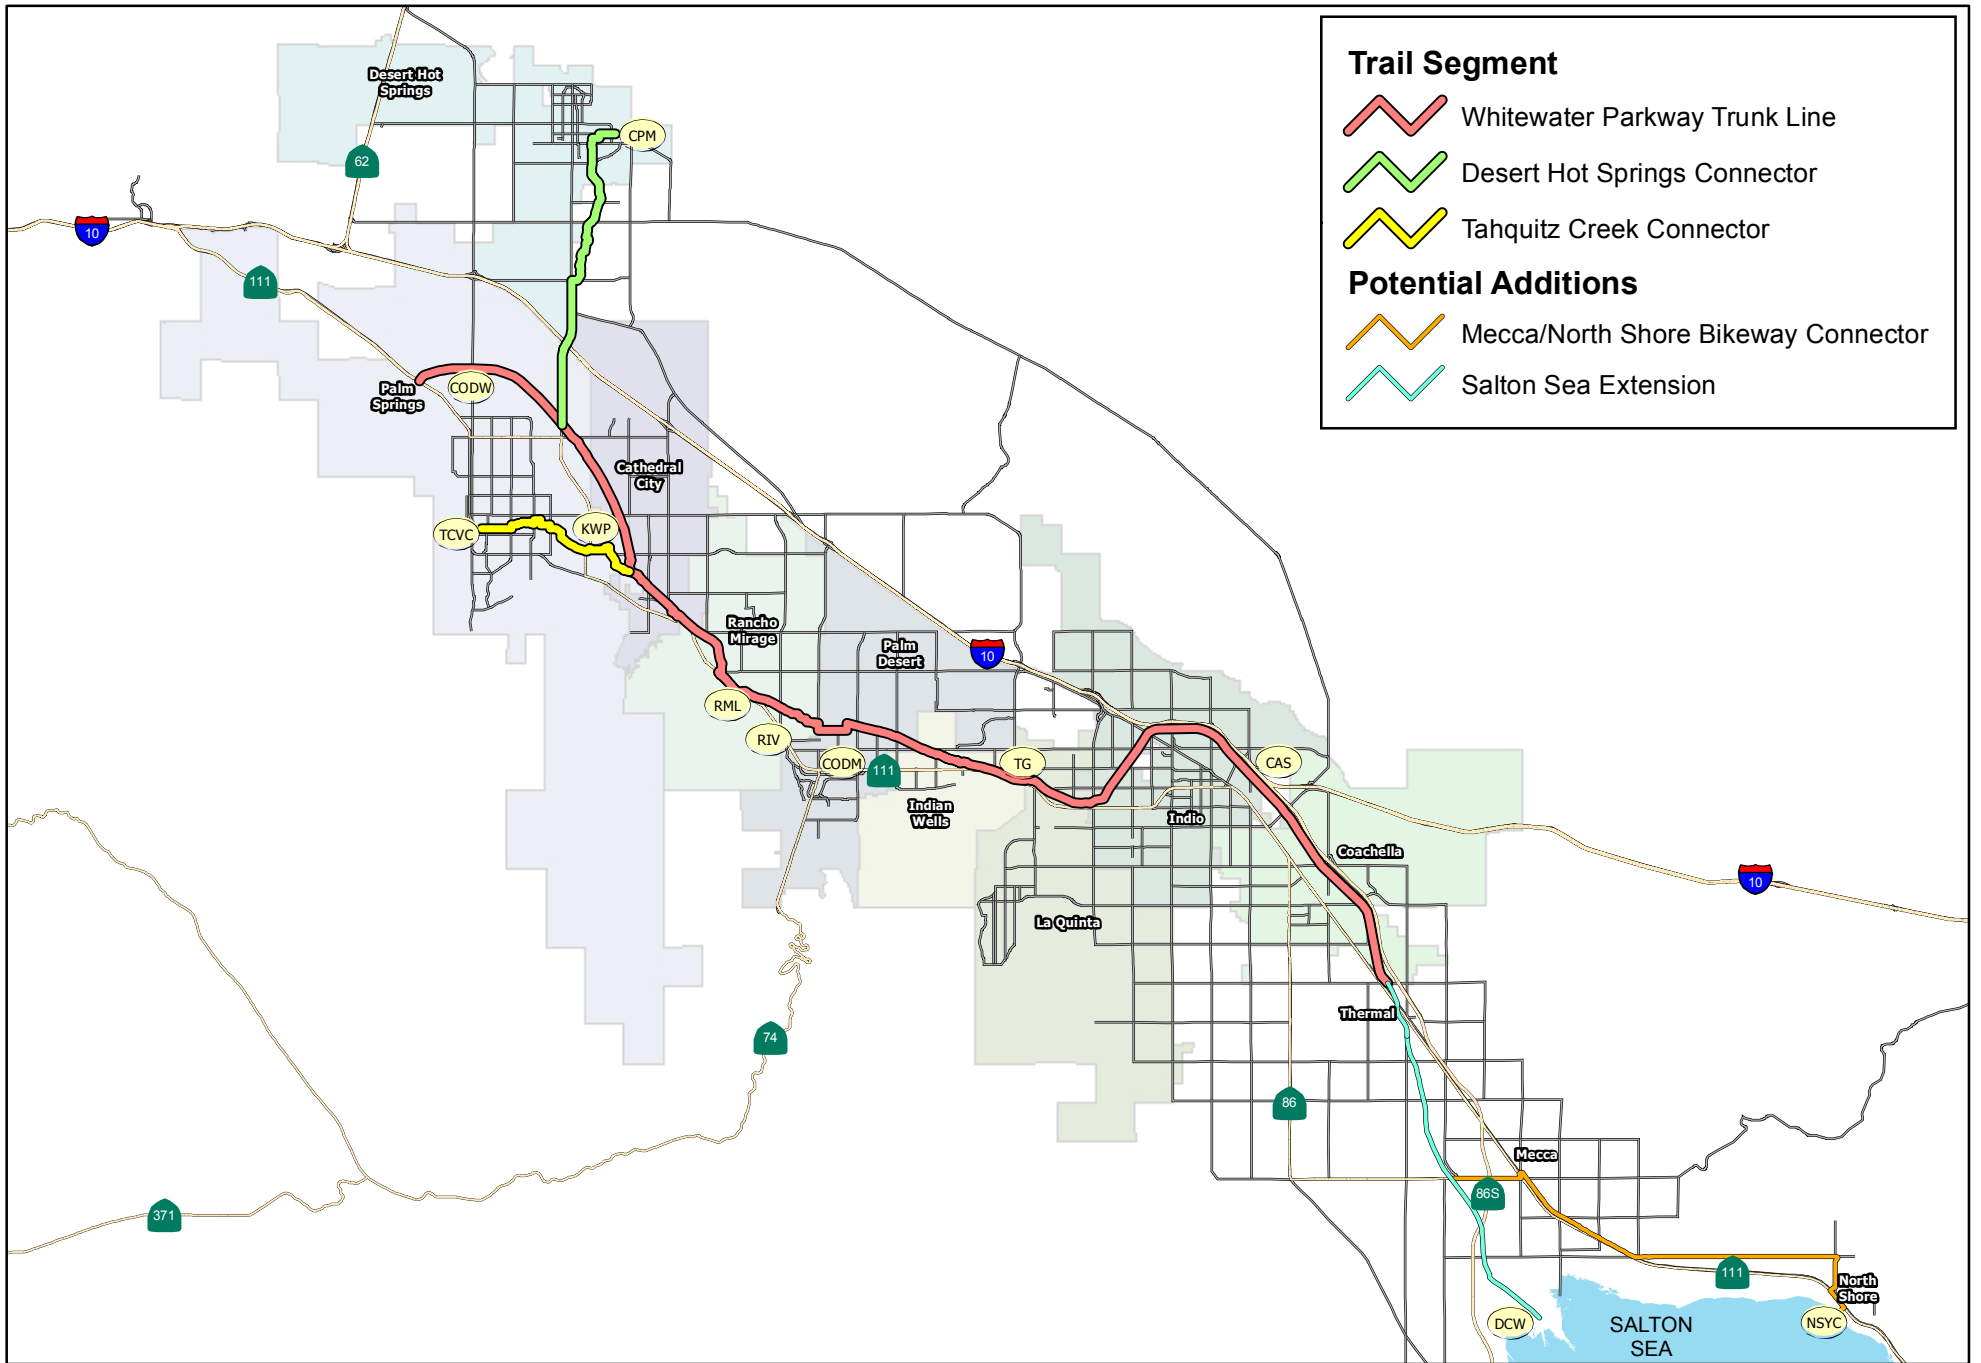 Trail Segment
Whitewater Parkway Trunk Line
Desert Hot Springs Connector
Tahquitz Creek Connector
Potential Additions
Mecca/North Shore Bikeway Connector
Salton Sea Extension
Desert Hot
Springs
CPM
62
10
111
Palm
Springs
CODW
Cathedral
City
TCVC
KWP
Rancho
Mirage
Palm
Desert
10
RML
RIV
CODM
111
TG
CAS
Indian
Wells
Indio
Coachella
10
La Quinta
Thermal
74
86
Mecca
86S
371
111
North
Shore
DCW
NSYC
SALTON
SEA